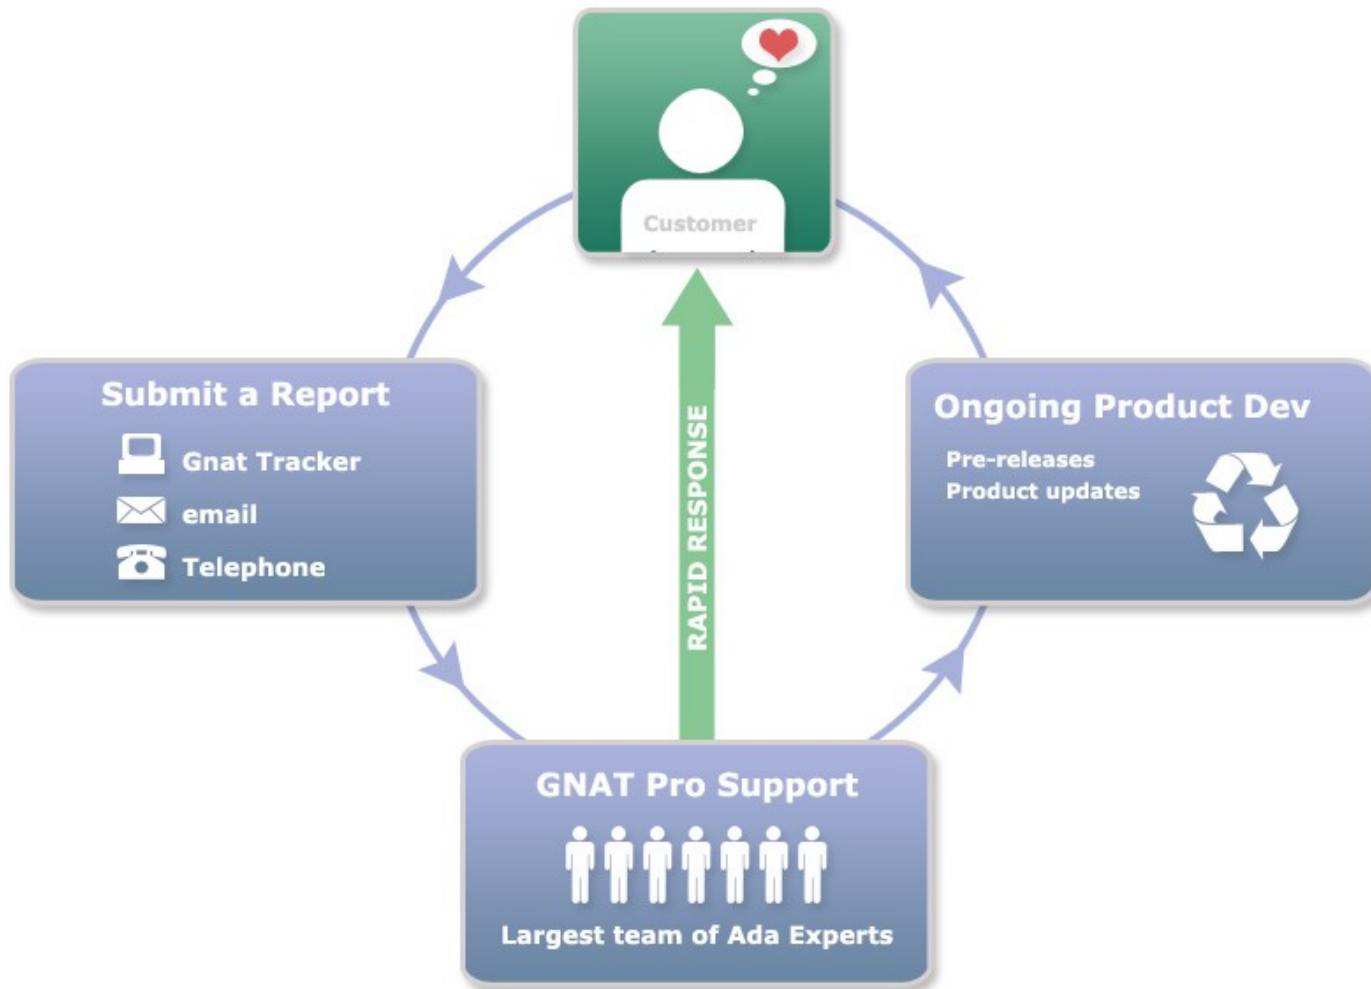 Customer
Submit a Report
Gnat Tracker
email
Telephone
RAPID RESPONSE
Ongoing Product Dev
Pre-releases
Product updates
GNAT Pro Support
Largest team of Ada Experts